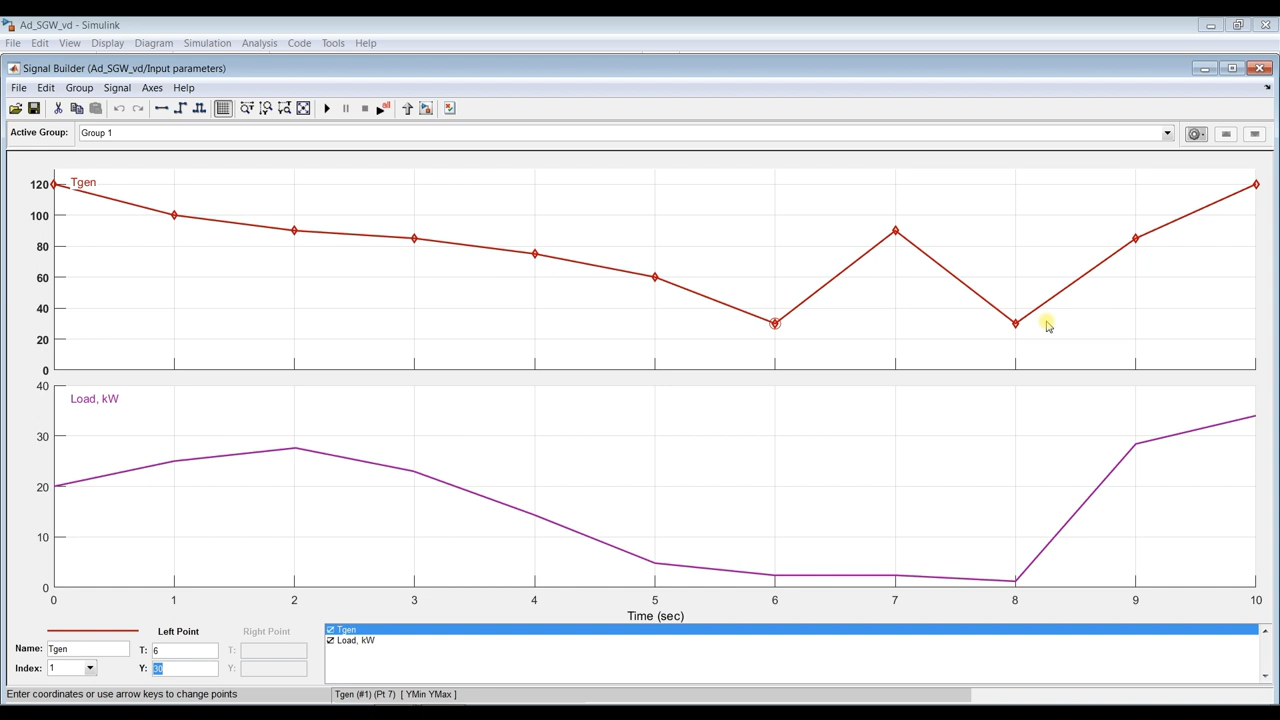 Ad_SGW_vd - Simulink
File Edit View Display Diagram Simulation Analysis Code Tools Help
Signal Builder (Ad_SGW_vd/Input parameters)
File Edit Group Signal Axes Help
all
Active Group: Group 1
Tgen
120
100
80
60
40
20
0
Load, kW
40
30
20
10
0
0 1 2 3 4 5 6 7 8 9 10
Time (sec)
Left Point Right Point
Name: Tgen T: 6 T:
Index: 1 Y: 30 Y:
Tgen
Load, kW
Enter coordinates or use arrow keys to change points
Tgen (#1) (Pt 7) [ YMin YMax ]